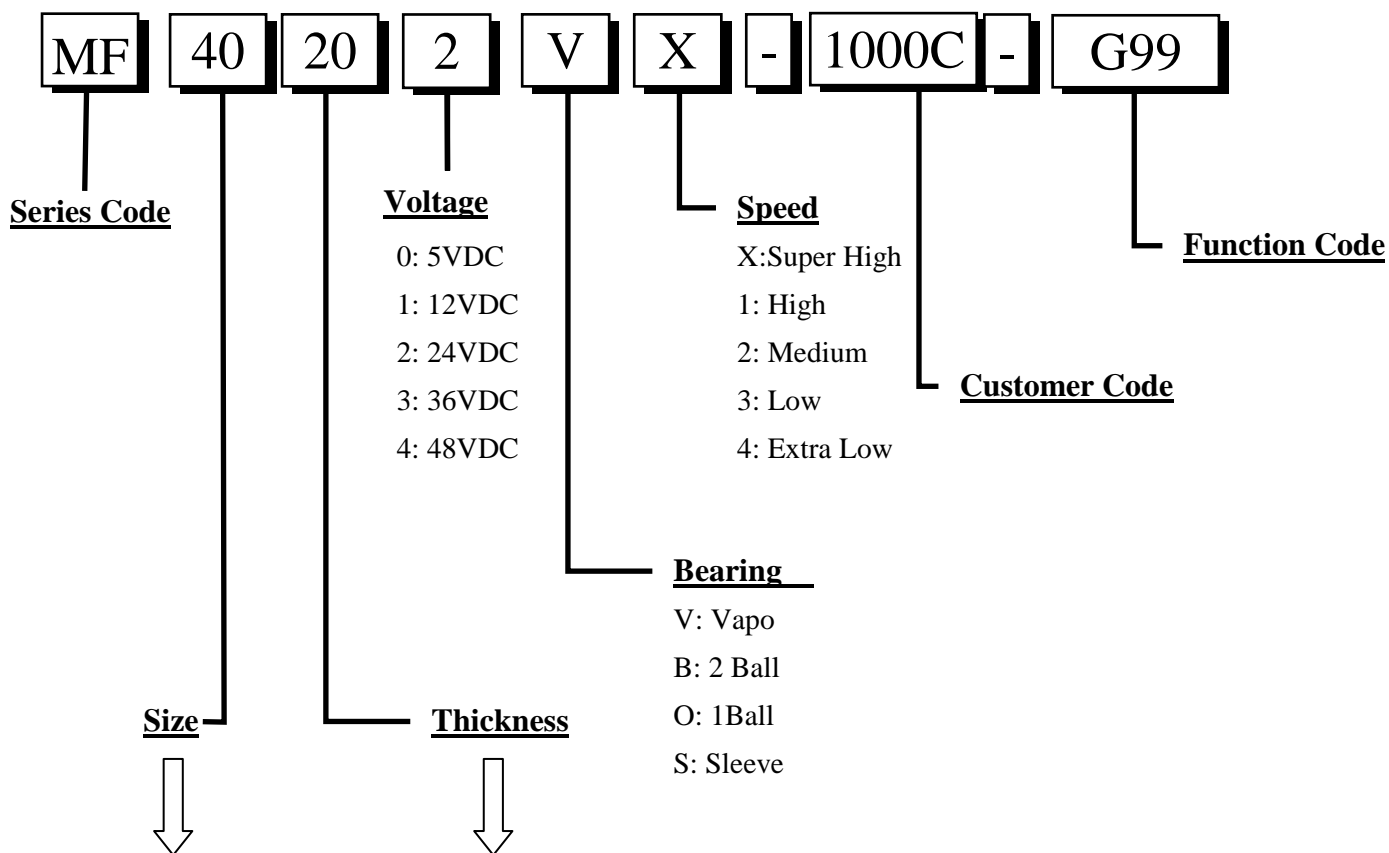 MF 40 20 2 V X - 1000C - G99
Series Code
Voltage
0: 5VDC
1: 12VDC
2: 24VDC
3: 36VDC
4: 48VDC
Speed
X:Super High
1: High
2: Medium
3: Low
4: Extra Low
Function Code
Customer Code
Bearing
V: Vapo
B: 2 Ball
O: 1Ball
S: Sleeve
Size
Thickness